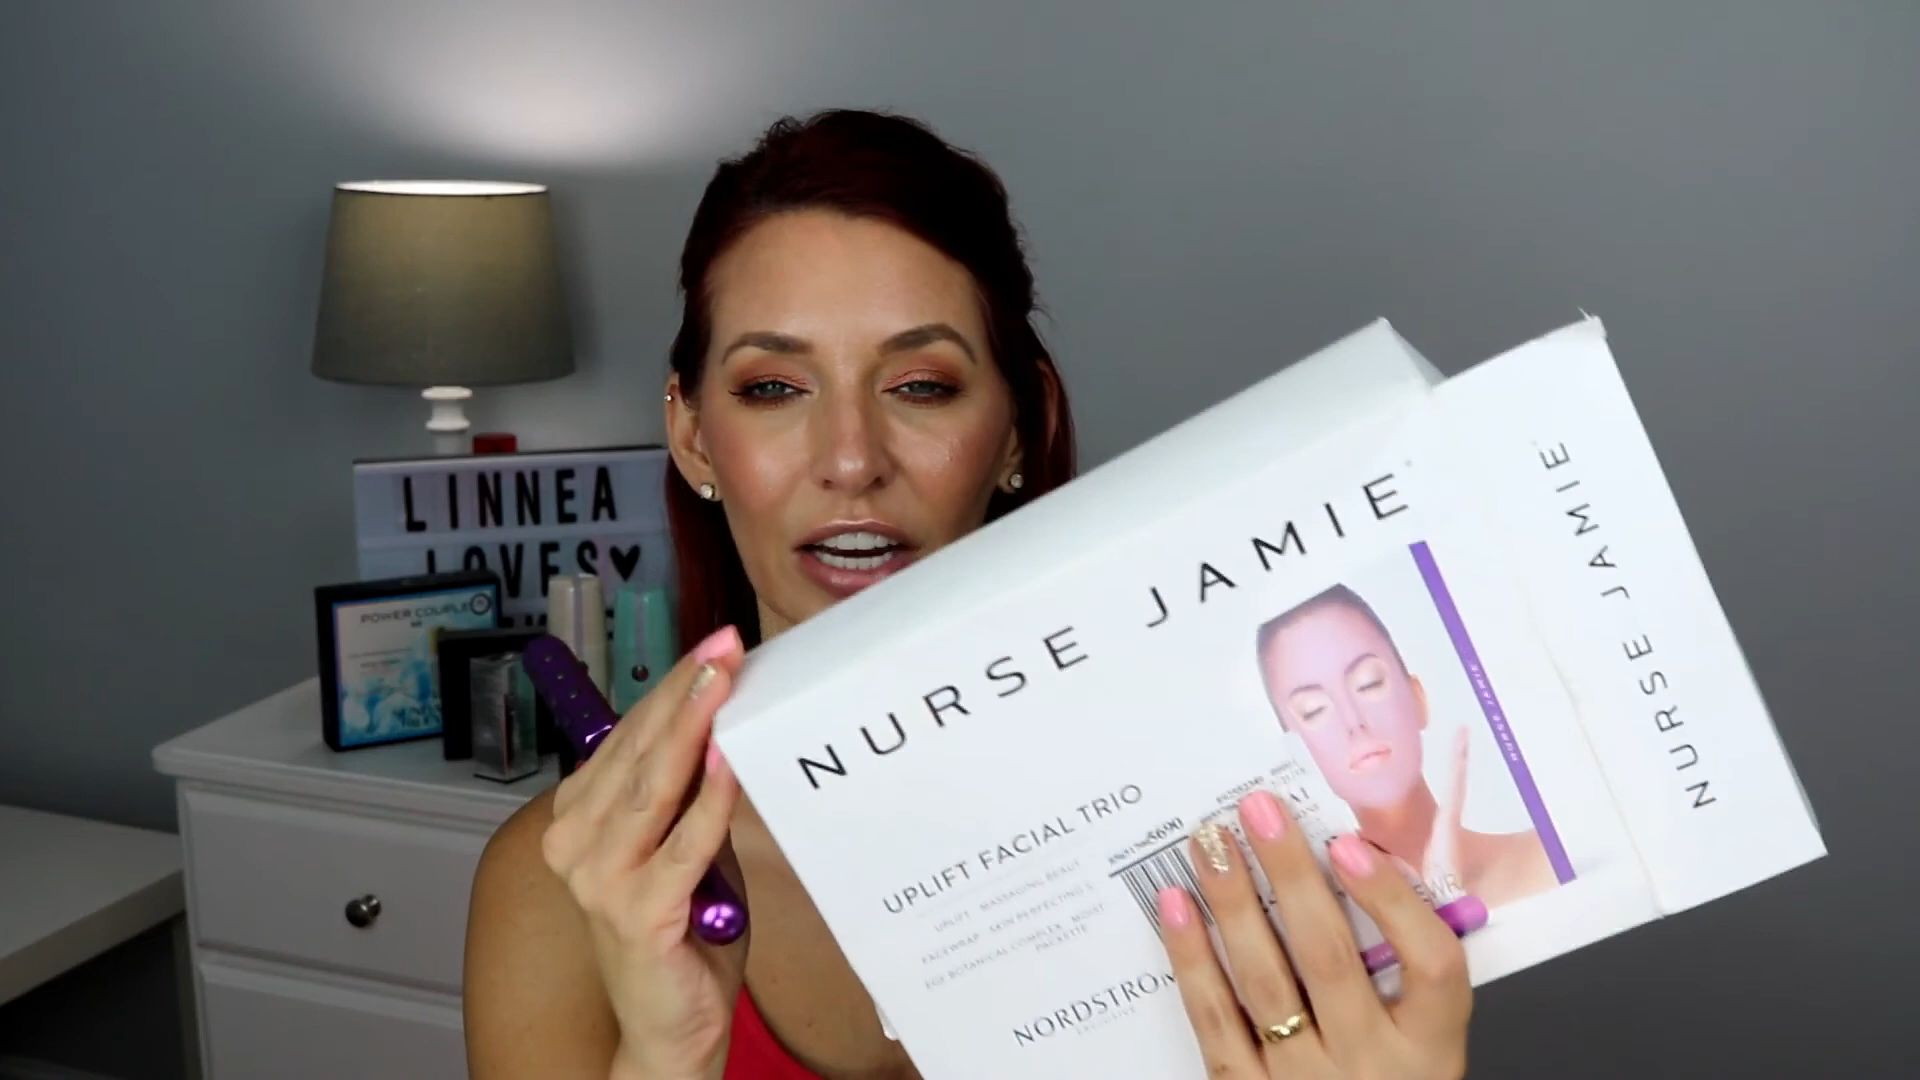 LINNEA
LOVES♥
POWER COUPLE
NURSE JAMIE
NURSE JAMIE
NURSE JAMIE
UPLIFT FACIAL TRIO
UPLIFT MASSAGING BEAUT
FACEWRAP SKIN PERFECTING
EGF BOTANICAL COMPLEX MOIST
PACKETTE
NORDSTROM
EXCLUSIVE